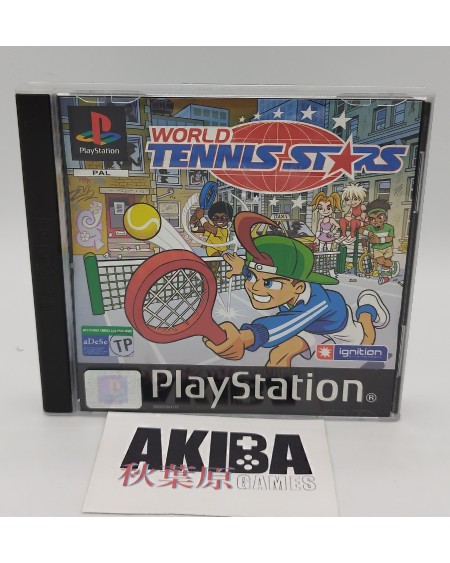 PlayStation
PAL
WORLD
TENNIS STARS
aDeSe
TP
ignition
PlayStation®
AKIBA
秋葉原
GAMES